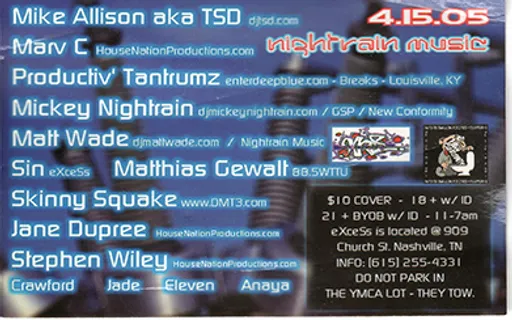 Mike Allison aka TSD djtsd.com
4.15.05
Marv C HouseNationProductions.com
nightrain music
Productiv' Tantrumz enterdeepblue.com - Breaks - Louisville, KY
Mickey Nightrain djmickeynightrain.com / GSP / New Conformity
Matt Wade djmattwade.com / Nightrain Music
Sin eXceSs Matthias Gewalt 88.5WTTU
Skinny Squake www.DMT3.com
Jane Dupree HouseNationProductions.com
Stephen Wiley HouseNationProductions.com
Crawford Jade Eleven Anaya
$10 COVER - 18 + w/ ID
21 + BYOB w/ ID - 11-7am
eXceSs is located @ 909
Church St. Nashville, TN
INFO: (615) 255-4331
DO NOT PARK IN
THE YMCA LOT - THEY TOW.